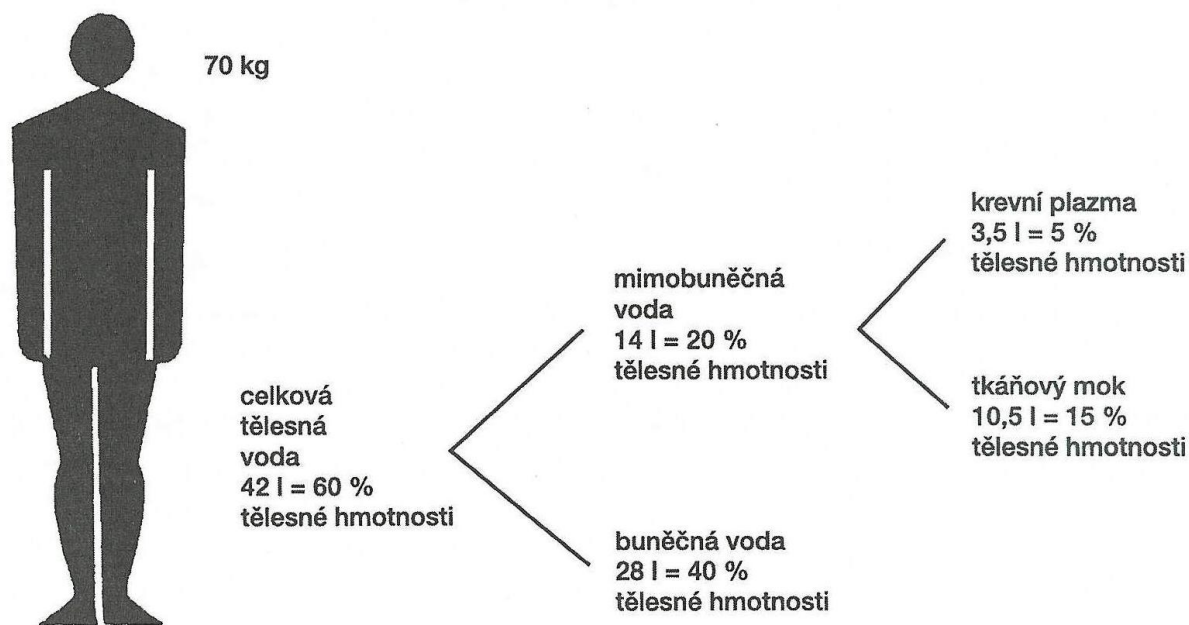 70 kg
celková
tělesná
voda
42 l = 60 %
tělesné hmotnosti
mimobuněčná
voda
14 l = 20 %
tělesné hmotnosti
buněčná voda
28 l = 40 %
tělesné hmotnosti
krevní plazma
3,5 l = 5 %
tělesné hmotnosti
tkáňový mok
10,5 l = 15 %
tělesné hmotnosti